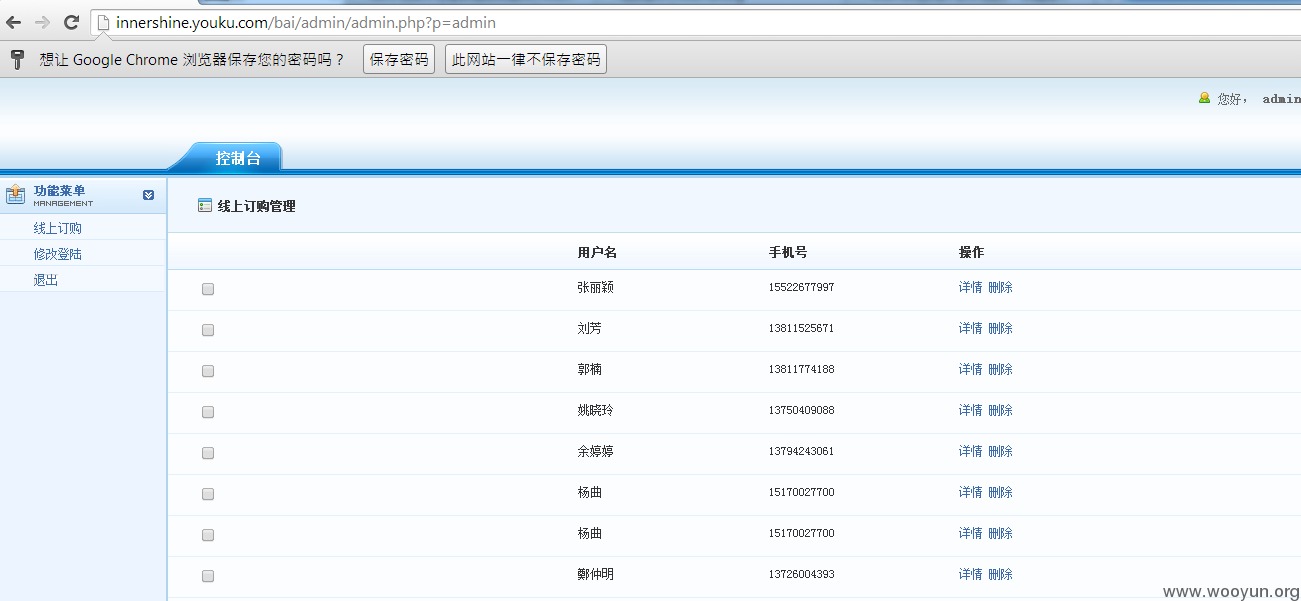 innershine.youku.com/bai/admin/admin.php?p=admin
想让 Google Chrome 浏览器保存您的密码吗？ 保存密码 此网站一律不保存密码
您好， admin
控制台
功能菜单
MANAGEMENT
线上订购
修改登陆
退出
线上订购管理
用户名 手机号 操作
张丽颖 15522677997 详情 删除
刘芳 13811525671 详情 删除
郭楠 13811774188 详情 删除
姚晓玲 13750409088 详情 删除
余婷婷 13794243061 详情 删除
杨曲 15170027700 详情 删除
杨曲 15170027700 详情 删除
鄭仲明 13726004393 详情 删除
www.wooyun.org